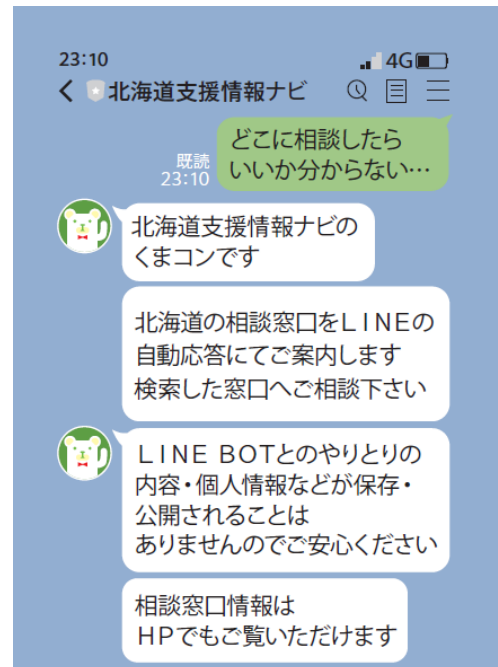 23:10
4G
北海道支援情報ナビ
どこに相談したら
いいか分からない…
既読
23:10
北海道支援情報ナビの
くまコンです
北海道の相談窓口をＬＩＮＥの
自動応答にてご案内します
検索した窓口へご相談下さい
ＬＩＮＥ ＢＯＴとのやりとりの
内容・個人情報などが保存・
公開されることは
ありませんのでご安心ください
相談窓口情報は
ＨＰでもご覧いただけます